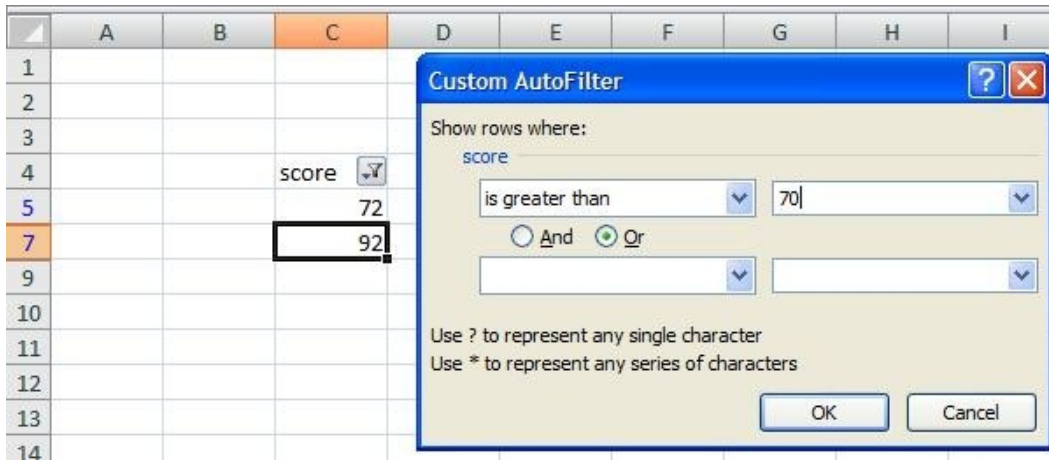 A B C D E F G H I
1
2
3
4 score
5 72
7 92
9
10
11
12
13
14
Custom AutoFilter
Show rows where:
score
is greater than 70
And Or
Use ? to represent any single character
Use * to represent any series of characters
OK Cancel